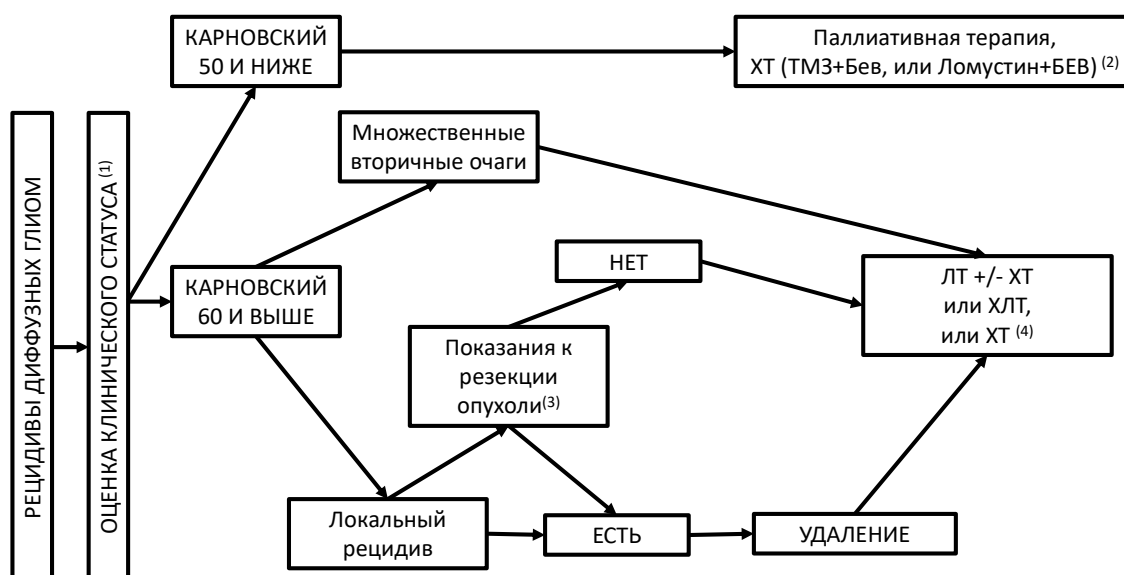 РЕЦИДИВЫ ДИФФУЗНЫХ ГЛИОМ
ОЦЕНКА КЛИНИЧЕСКОГО СТАТУСА (1)
КАРНОВСКИЙ
50 И НИЖЕ
Паллиативная терапия,
ХТ (ТМЗ+Бев, или Ломустин+БЕВ) (2)
Множественные
вторичные очаги
КАРНОВСКИЙ
60 И ВЫШЕ
НЕТ
ЛТ +/- ХТ
или ХЛТ,
или ХТ (4)
Показания к
резекции
опухоли(3)
Локальный
рецидив
ЕСТЬ
УДАЛЕНИЕ